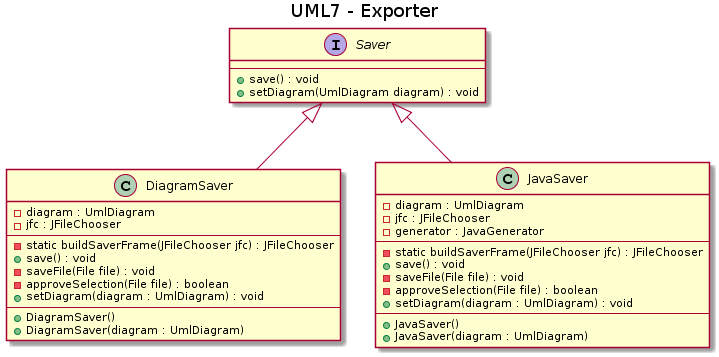 UML7 - Exporter
I Saver
save() : void
setDiagram(UmlDiagram diagram) : void
C DiagramSaver
diagram : UmlDiagram
jfc : JFileChooser
static buildSaverFrame(JFileChooser jfc) : JFileChooser
save() : void
saveFile(File file) : void
approveSelection(File file) : boolean
setDiagram(diagram : UmlDiagram) : void
DiagramSaver()
DiagramSaver(diagram : UmlDiagram)
C JavaSaver
diagram : UmlDiagram
jfc : JFileChooser
generator : JavaGenerator
static buildSaverFrame(JFileChooser jfc) : JFileChooser
save() : void
saveFile(File file) : void
approveSelection(File file) : boolean
setDiagram(diagram : UmlDiagram) : void
JavaSaver()
JavaSaver(diagram : UmlDiagram)